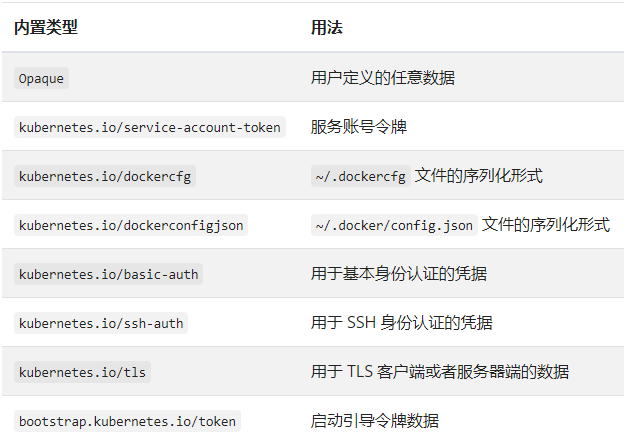 内置类型 用法
Opaque 用户定义的任意数据
kubernetes.io/service-account-token 服务账号令牌
kubernetes.io/dockercfg ~/.dockercfg 文件的序列化形式
kubernetes.io/dockerconfigjson ~/.docker/config.json 文件的序列化形式
kubernetes.io/basic-auth 用于基本身份认证的凭据
kubernetes.io/ssh-auth 用于 SSH 身份认证的凭据
kubernetes.io/tls 用于 TLS 客户端或者服务器端的数据
bootstrap.kubernetes.io/token 启动引导令牌数据